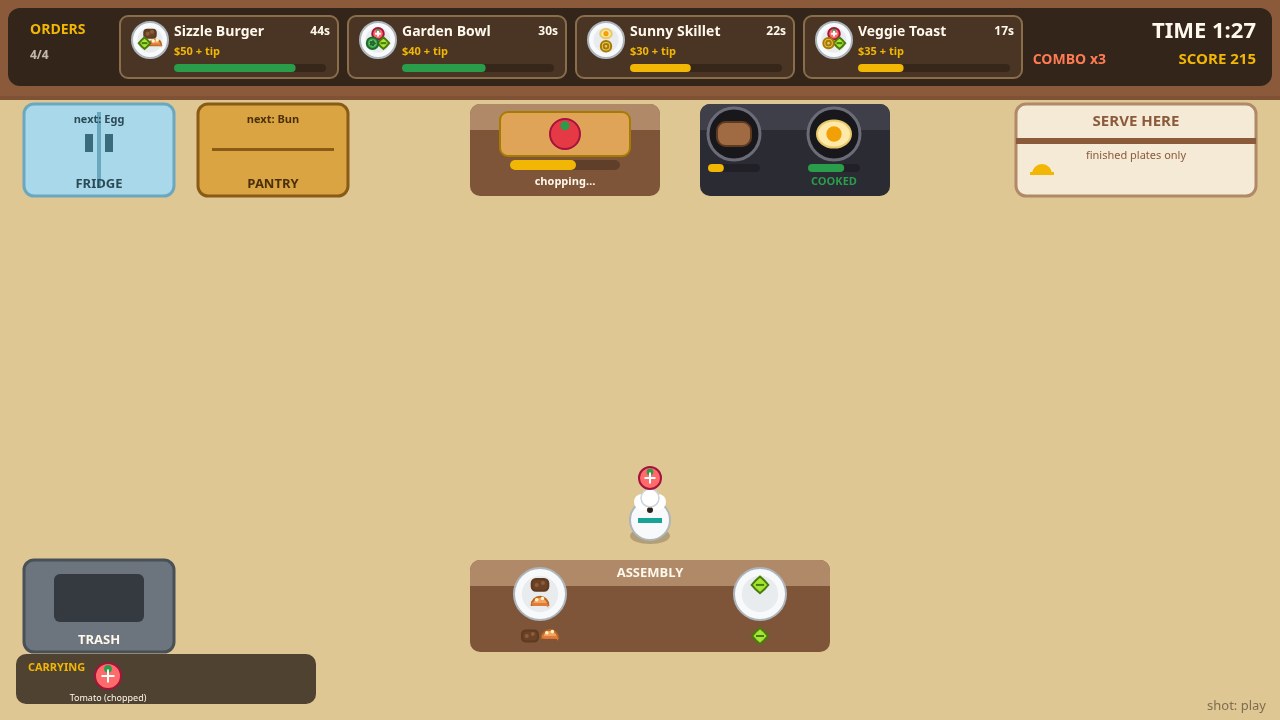 ORDERS
4/4
Sizzle Burger 44s
$50 + tip
Garden Bowl 30s
$40 + tip
Sunny Skillet 22s
$30 + tip
Veggie Toast 17s
$35 + tip
TIME 1:27
COMBO x3
SCORE 215
next: Egg
FRIDGE
next: Bun
PANTRY
chopping...
COOKED
SERVE HERE
finished plates only
ASSEMBLY
TRASH
CARRYING
Tomato (chopped)
shot: play